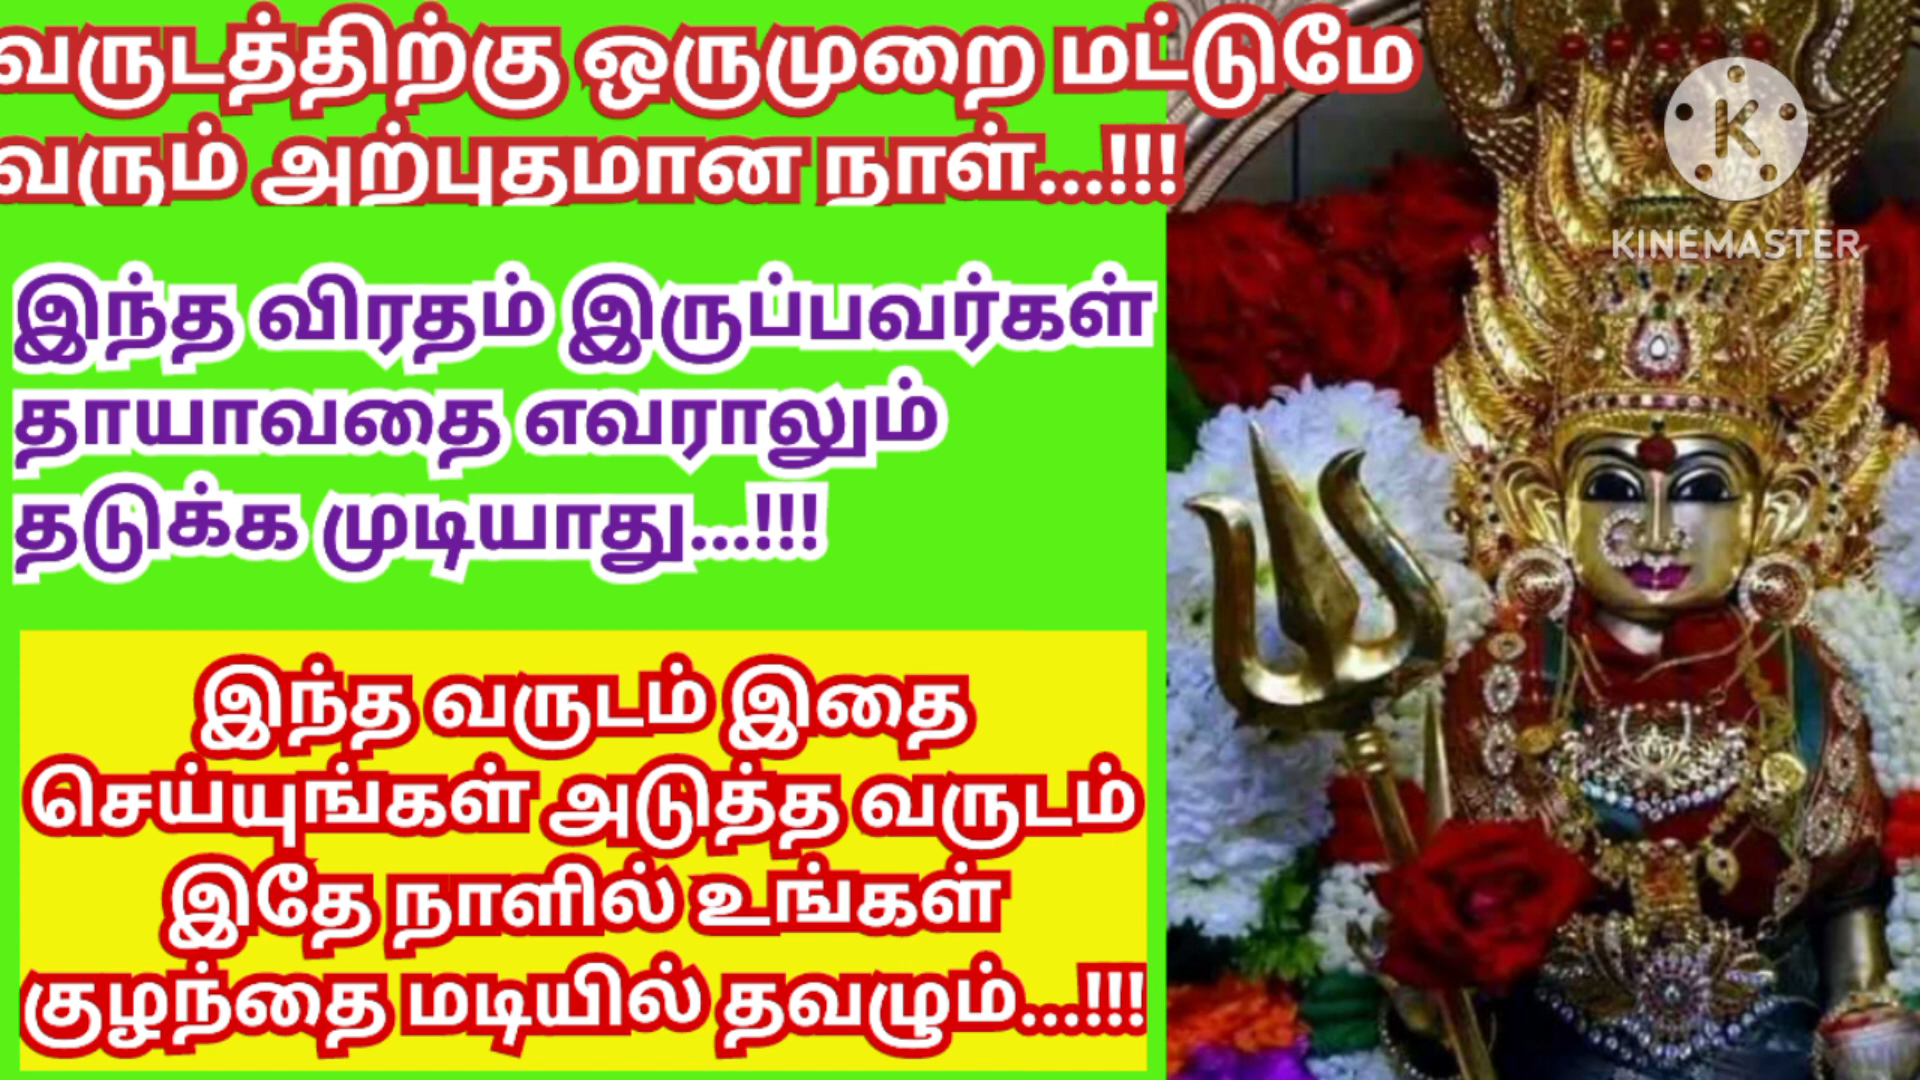 வருடத்திற்கு ஒருமுறை மட்டுமே
வரும் அற்புதமான நாள்...!!!
இந்த விரதம் இருப்பவர்கள்
தாயாவதை எவராலும்
தடுக்க முடியாது...!!!
இந்த வருடம் இதை
செய்யுங்கள் அடுத்த வருடம்
இதே நாளில் உங்கள்
குழந்தை மடியில் தவழும்...!!!
K
KINEMASTER